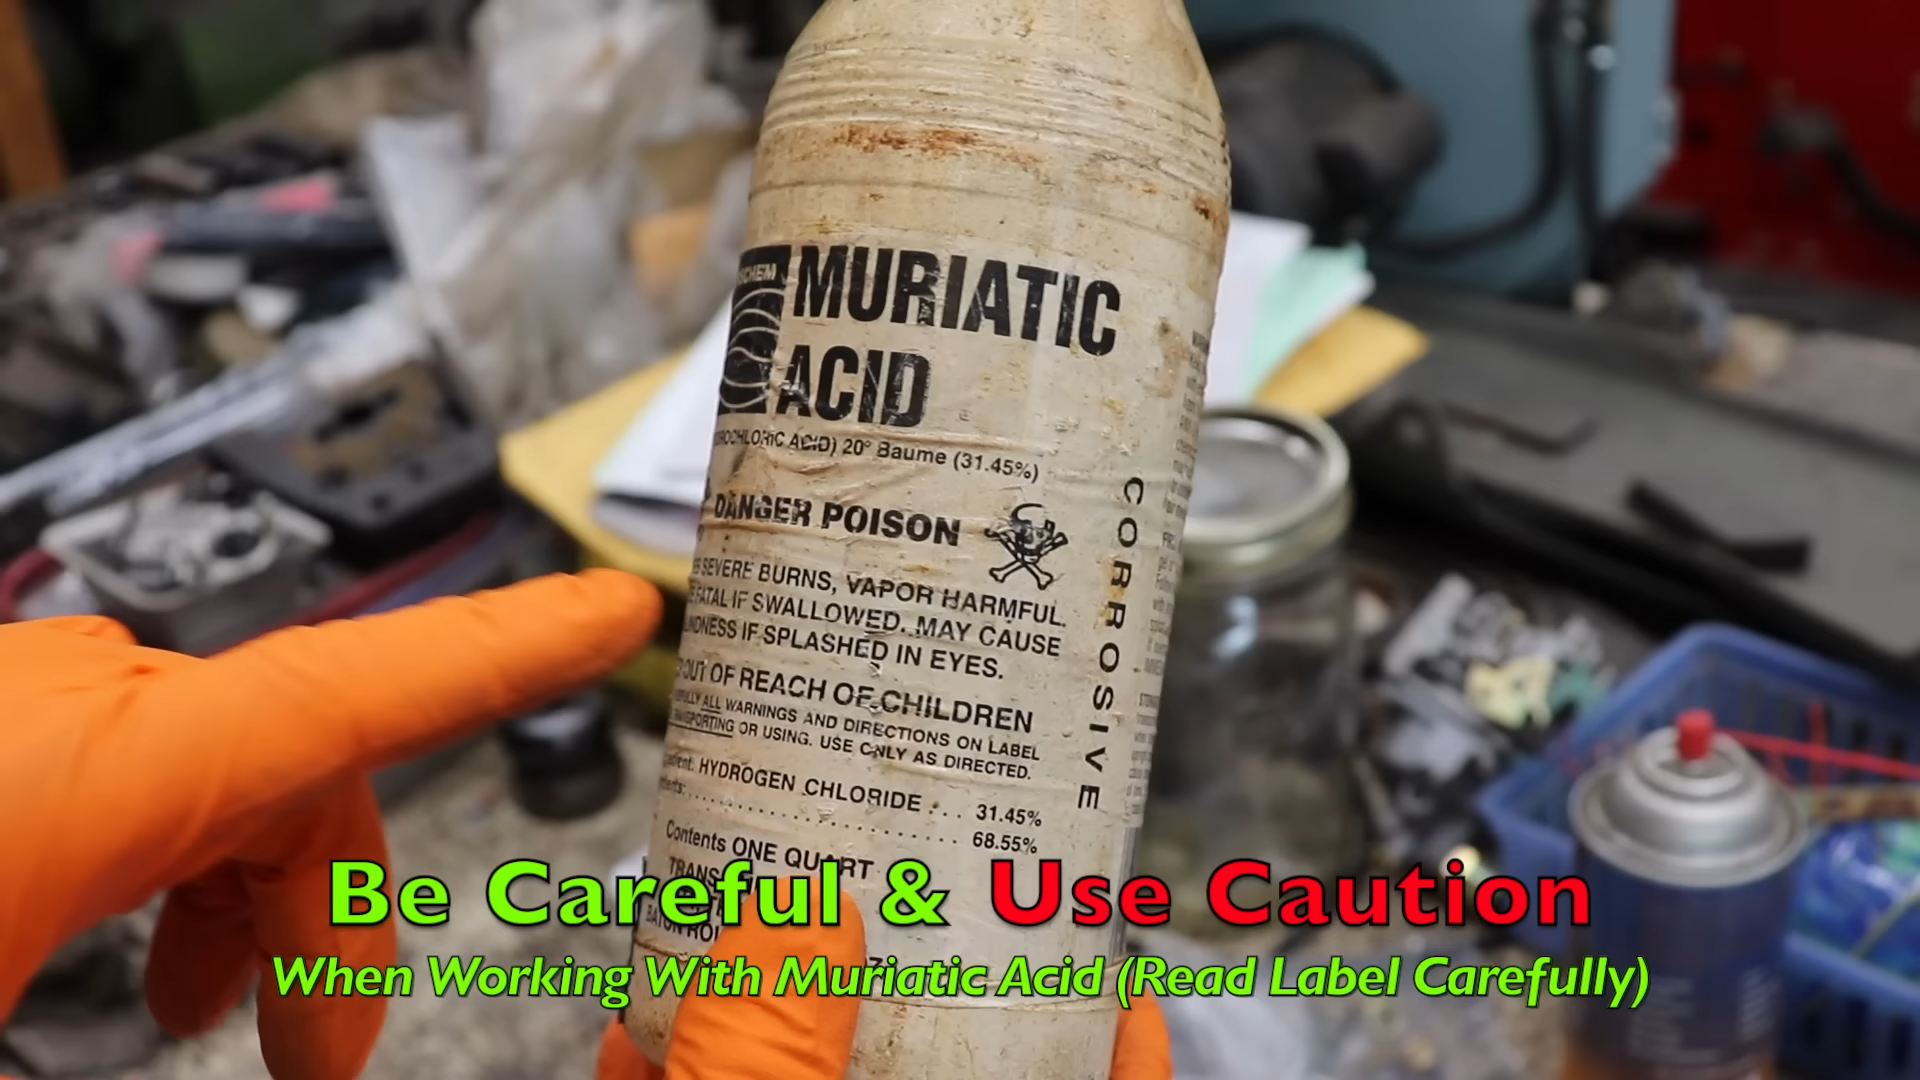 MURIATIC
ACID
20° Baume (31.45%)
DANGER POISON
SEVERE BURNS, VAPOR HARMFUL.
FATAL IF SWALLOWED. MAY CAUSE
IF SPLASHED IN EYES.
OUT OF REACH OF CHILDREN
ALL WARNINGS AND DIRECTIONS ON LABEL
OR USING. USE ONLY AS DIRECTED.
HYDROGEN CHLORIDE . . . 31.45%
68.55%
Contents ONE QUART
CORROSIVE
Be Careful & Use Caution
When Working With Muriatic Acid (Read Label Carefully)